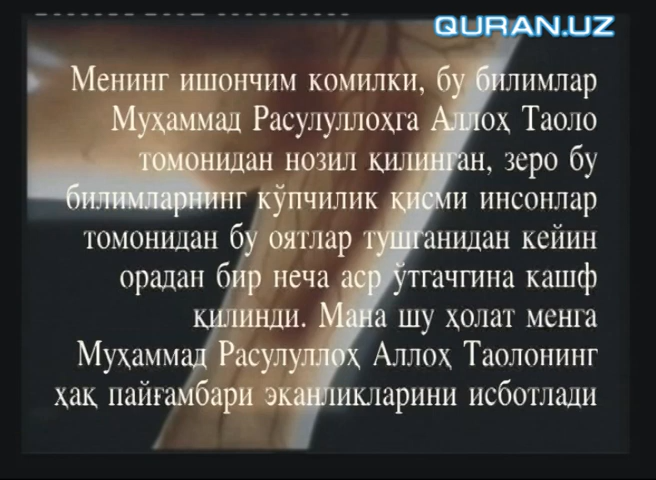 QURAN.UZ
Менинг ишончим комилки, бу билимлар
Муҳаммад Расулуллоҳга Аллоҳ Таоло
томонидан нозил қилинган, зеро бу
билимларнинг кўпчилик қисми инсонлар
томонидан бу оятлар тушганидан кейин
орадан бир неча аср ўтгачгина кашф
қилинди. Мана шу ҳолат менга
Муҳаммад Расулуллоҳ Аллоҳ Таолонинг
ҳақ пайғамбари эканликларини исботлади